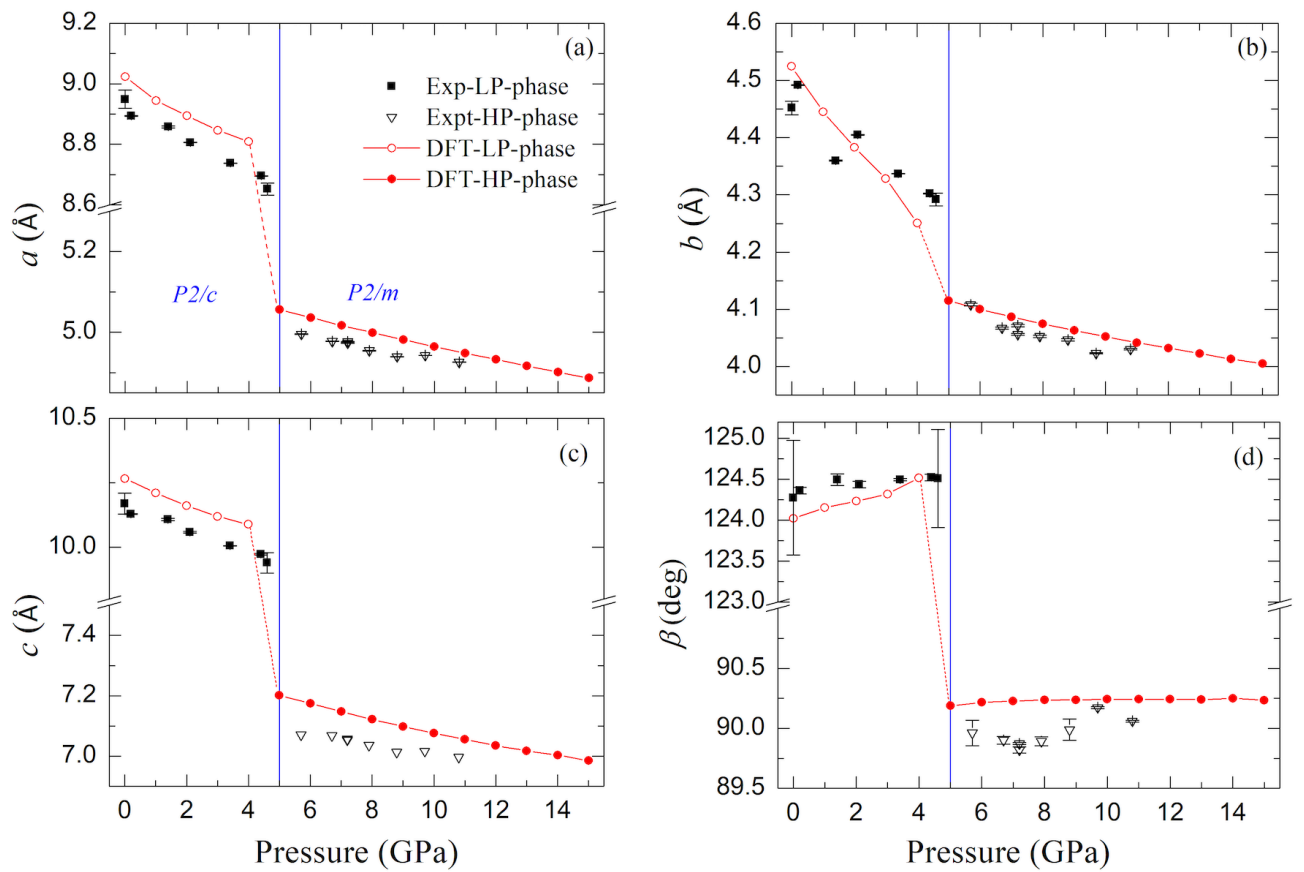 9.2
9.0
8.8
8.6
5.2
5.0
a (Å)
(a)
Exp-LP-phase
Expt-HP-phase
DFT-LP-phase
DFT-HP-phase
P2/c
P2/m
4.6
4.5
4.4
4.3
4.2
4.1
4.0
b (Å)
(b)
10.5
10.0
7.4
7.2
7.0
c (Å)
(c)
0 2 4 6 8 10 12 14
Pressure (GPa)
125.0
124.5
124.0
123.5
123.0
90.5
90.0
89.5
β (deg)
(d)
0 2 4 6 8 10 12 14
Pressure (GPa)